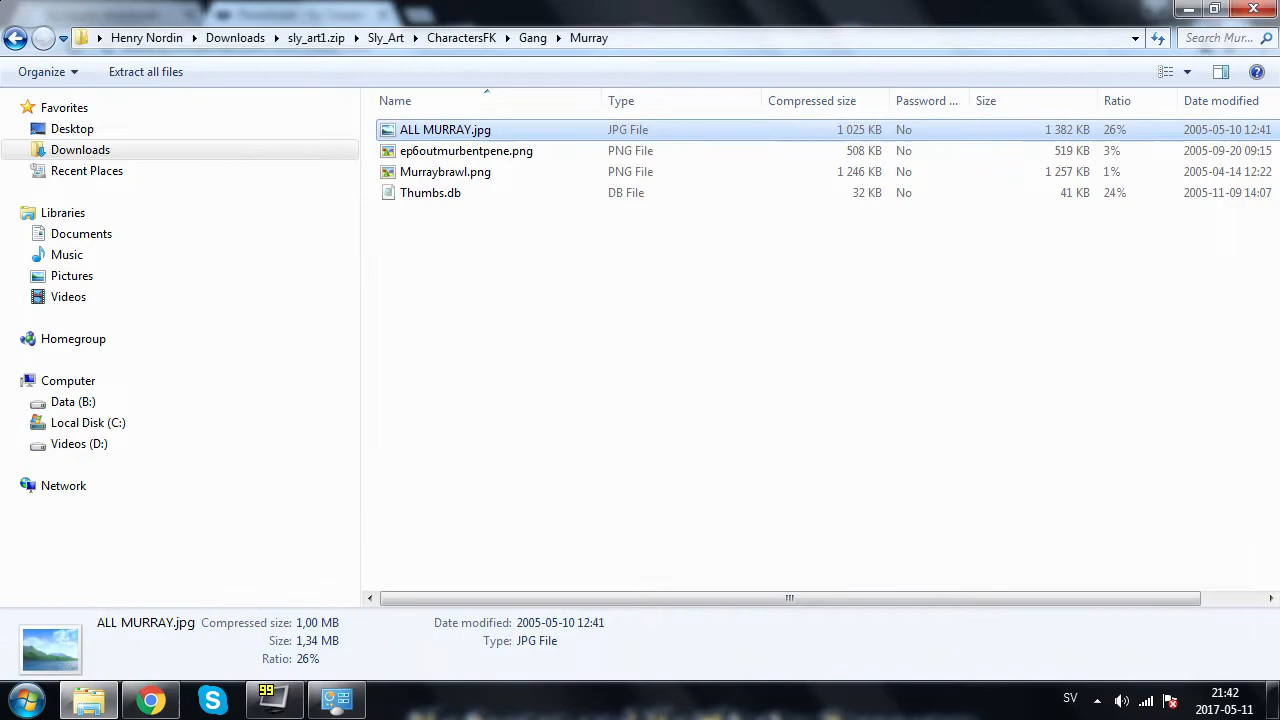 Henry Nordin Downloads sly_art1.zip Sly_Art CharactersFK Gang Murray Search Mur...
Organize Extract all files
Favorites
Desktop
Downloads
Recent Places
Libraries
Documents
Music
Pictures
Videos
Homegroup
Computer
Data (B:)
Local Disk (C:)
Videos (D:)
Network
Name Type Compressed size Password ... Size Ratio Date modified
ALL MURRAY.jpg JPG File 1 025 KB No 1 382 KB 26% 2005-05-10 12:41
ep6outmurbentpene.png PNG File 508 KB No 519 KB 3% 2005-09-20 09:15
Murraybrawl.png PNG File 1 246 KB No 1 257 KB 1% 2005-04-14 12:22
Thumbs.db DB File 32 KB No 41 KB 24% 2005-11-09 14:07
ALL MURRAY.jpg Compressed size: 1,00 MB Date modified: 2005-05-10 12:41
Size: 1,34 MB Type: JPG File
Ratio: 26%
99
SV
21:42
2017-05-11